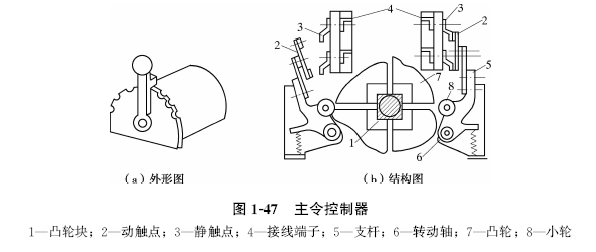 3
2
4
3
2
5
7
8
1
6
(a)外形图
(b)结构图
图 1-47 主令控制器
1—凸轮块；2—动触点；3—静触点；4—接线端子；5—支杆；6—转动轴；7—凸轮；8—小轮